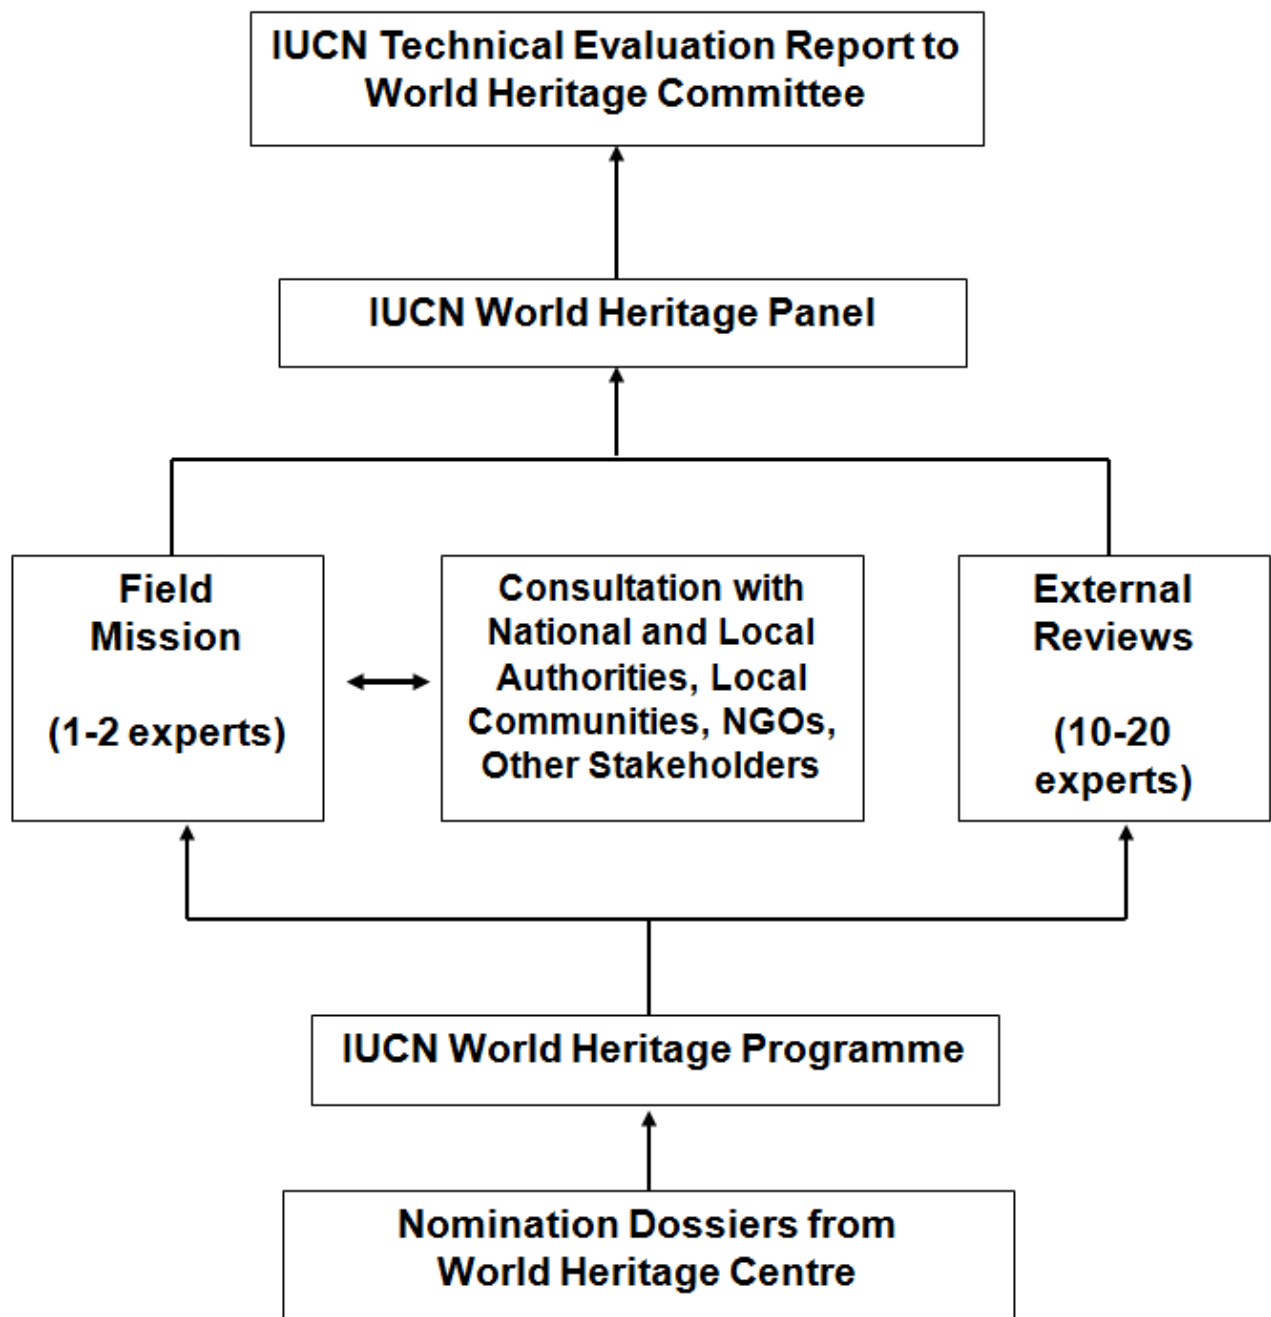 IUCN Technical Evaluation Report to
World Heritage Committee
IUCN World Heritage Panel
Field
Mission
(1-2 experts)
Consultation with
National and Local
Authorities, Local
Communities, NGOs,
Other Stakeholders
External
Reviews
(10-20
experts)
IUCN World Heritage Programme
Nomination Dossiers from
World Heritage Centre